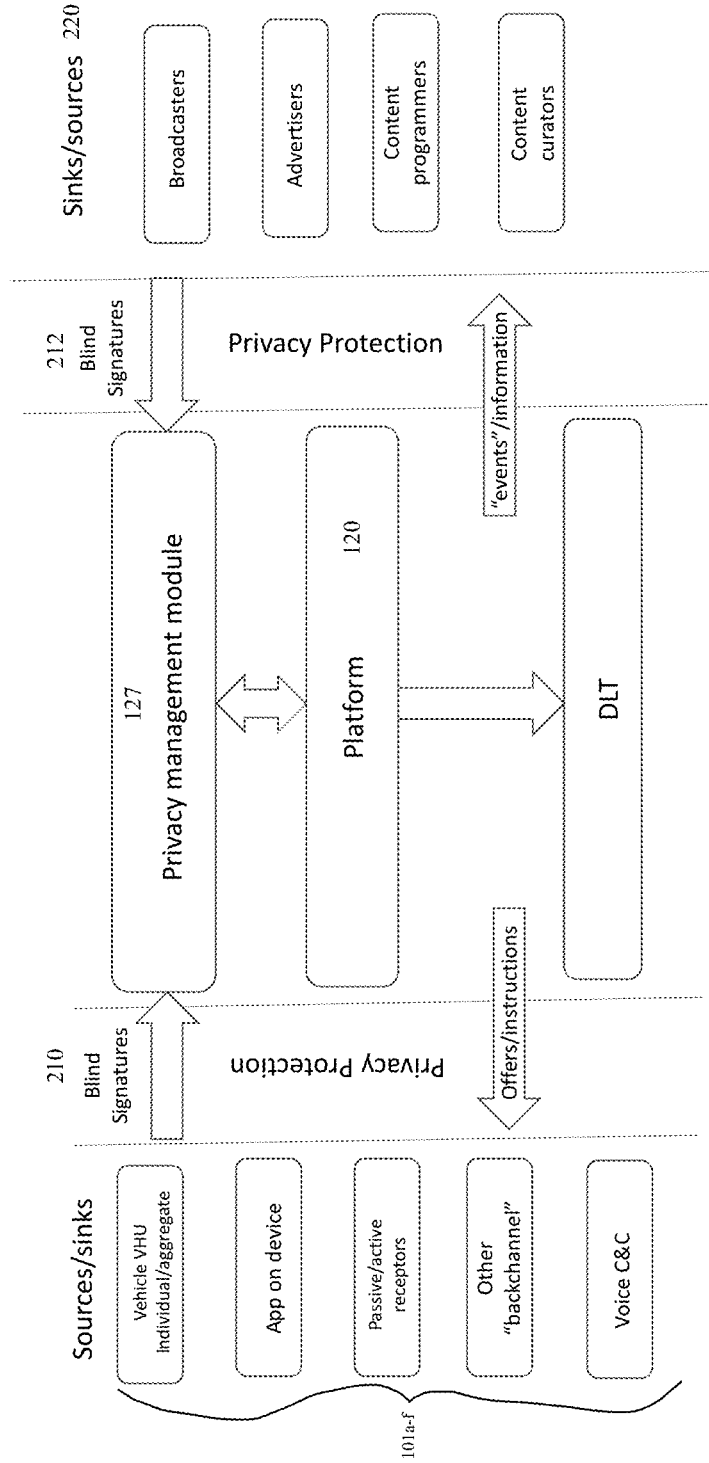 Sources/sinks
Vehicle VHU
Individual/aggregate
App on device
Passive/active
receptors
Other
"backchannel"
Voice C&C
101a-f
210
Blind
Signatures
Privacy Protection
Offers/instructions
127
Privacy management module
120
Platform
DLT
212
Blind
Signatures
Privacy Protection
"events"/information
Sinks/sources 220
Broadcasters
Advertisers
Content
programmers
Content
curators